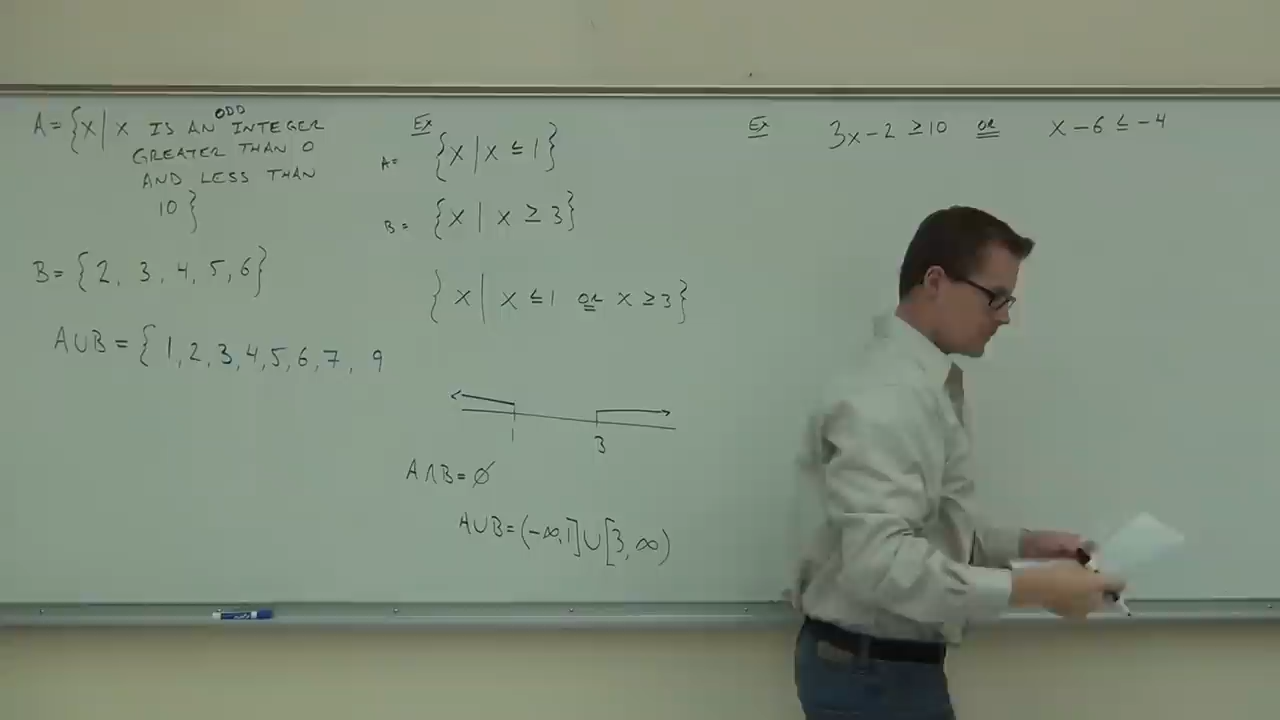 A = {x | x IS AN ODD INTEGER
GREATER THAN 0
AND LESS THAN
10 }
B = {2, 3, 4, 5, 6}
A∪B = { 1, 2, 3, 4, 5, 6, 7, 9
Ex
A = {x | x ≤ 1}
B = {x | x ≥ 3}
{x | x ≤ 1 or x ≥ 3}
1 3
A∩B = ∅
A∪B = (-∞, 1] ∪ [3, ∞)
Ex 3x - 2 ≥ 10 or x - 6 ≤ -4